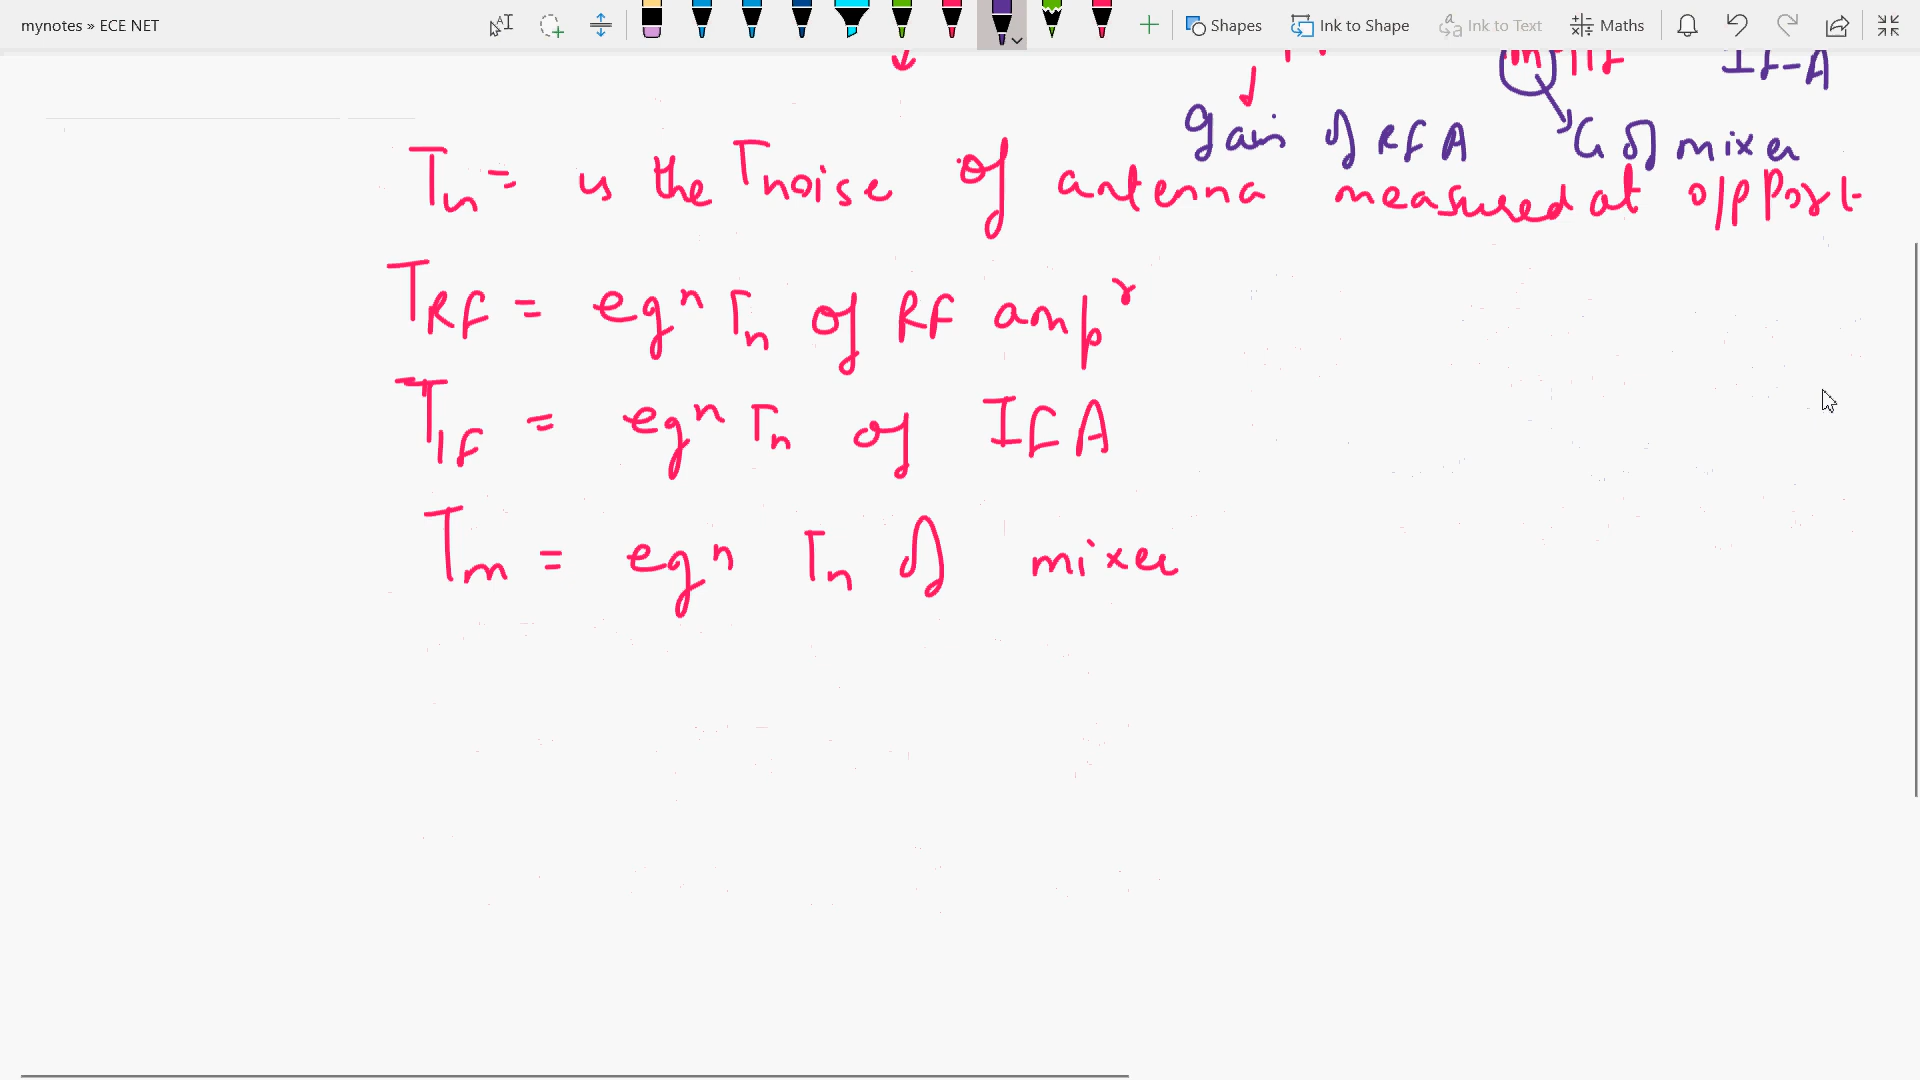 mynotes » ECE NET
Shapes Ink to Shape Ink to Text Maths
IF-A
gain of RFA G of mixer
Tn = is the Tnoise of antenna measured at o/p port
TRF = eqn Tn of RF ampr
TIF = eqn Tn of IFA
Tm = eqn Tn of mixer